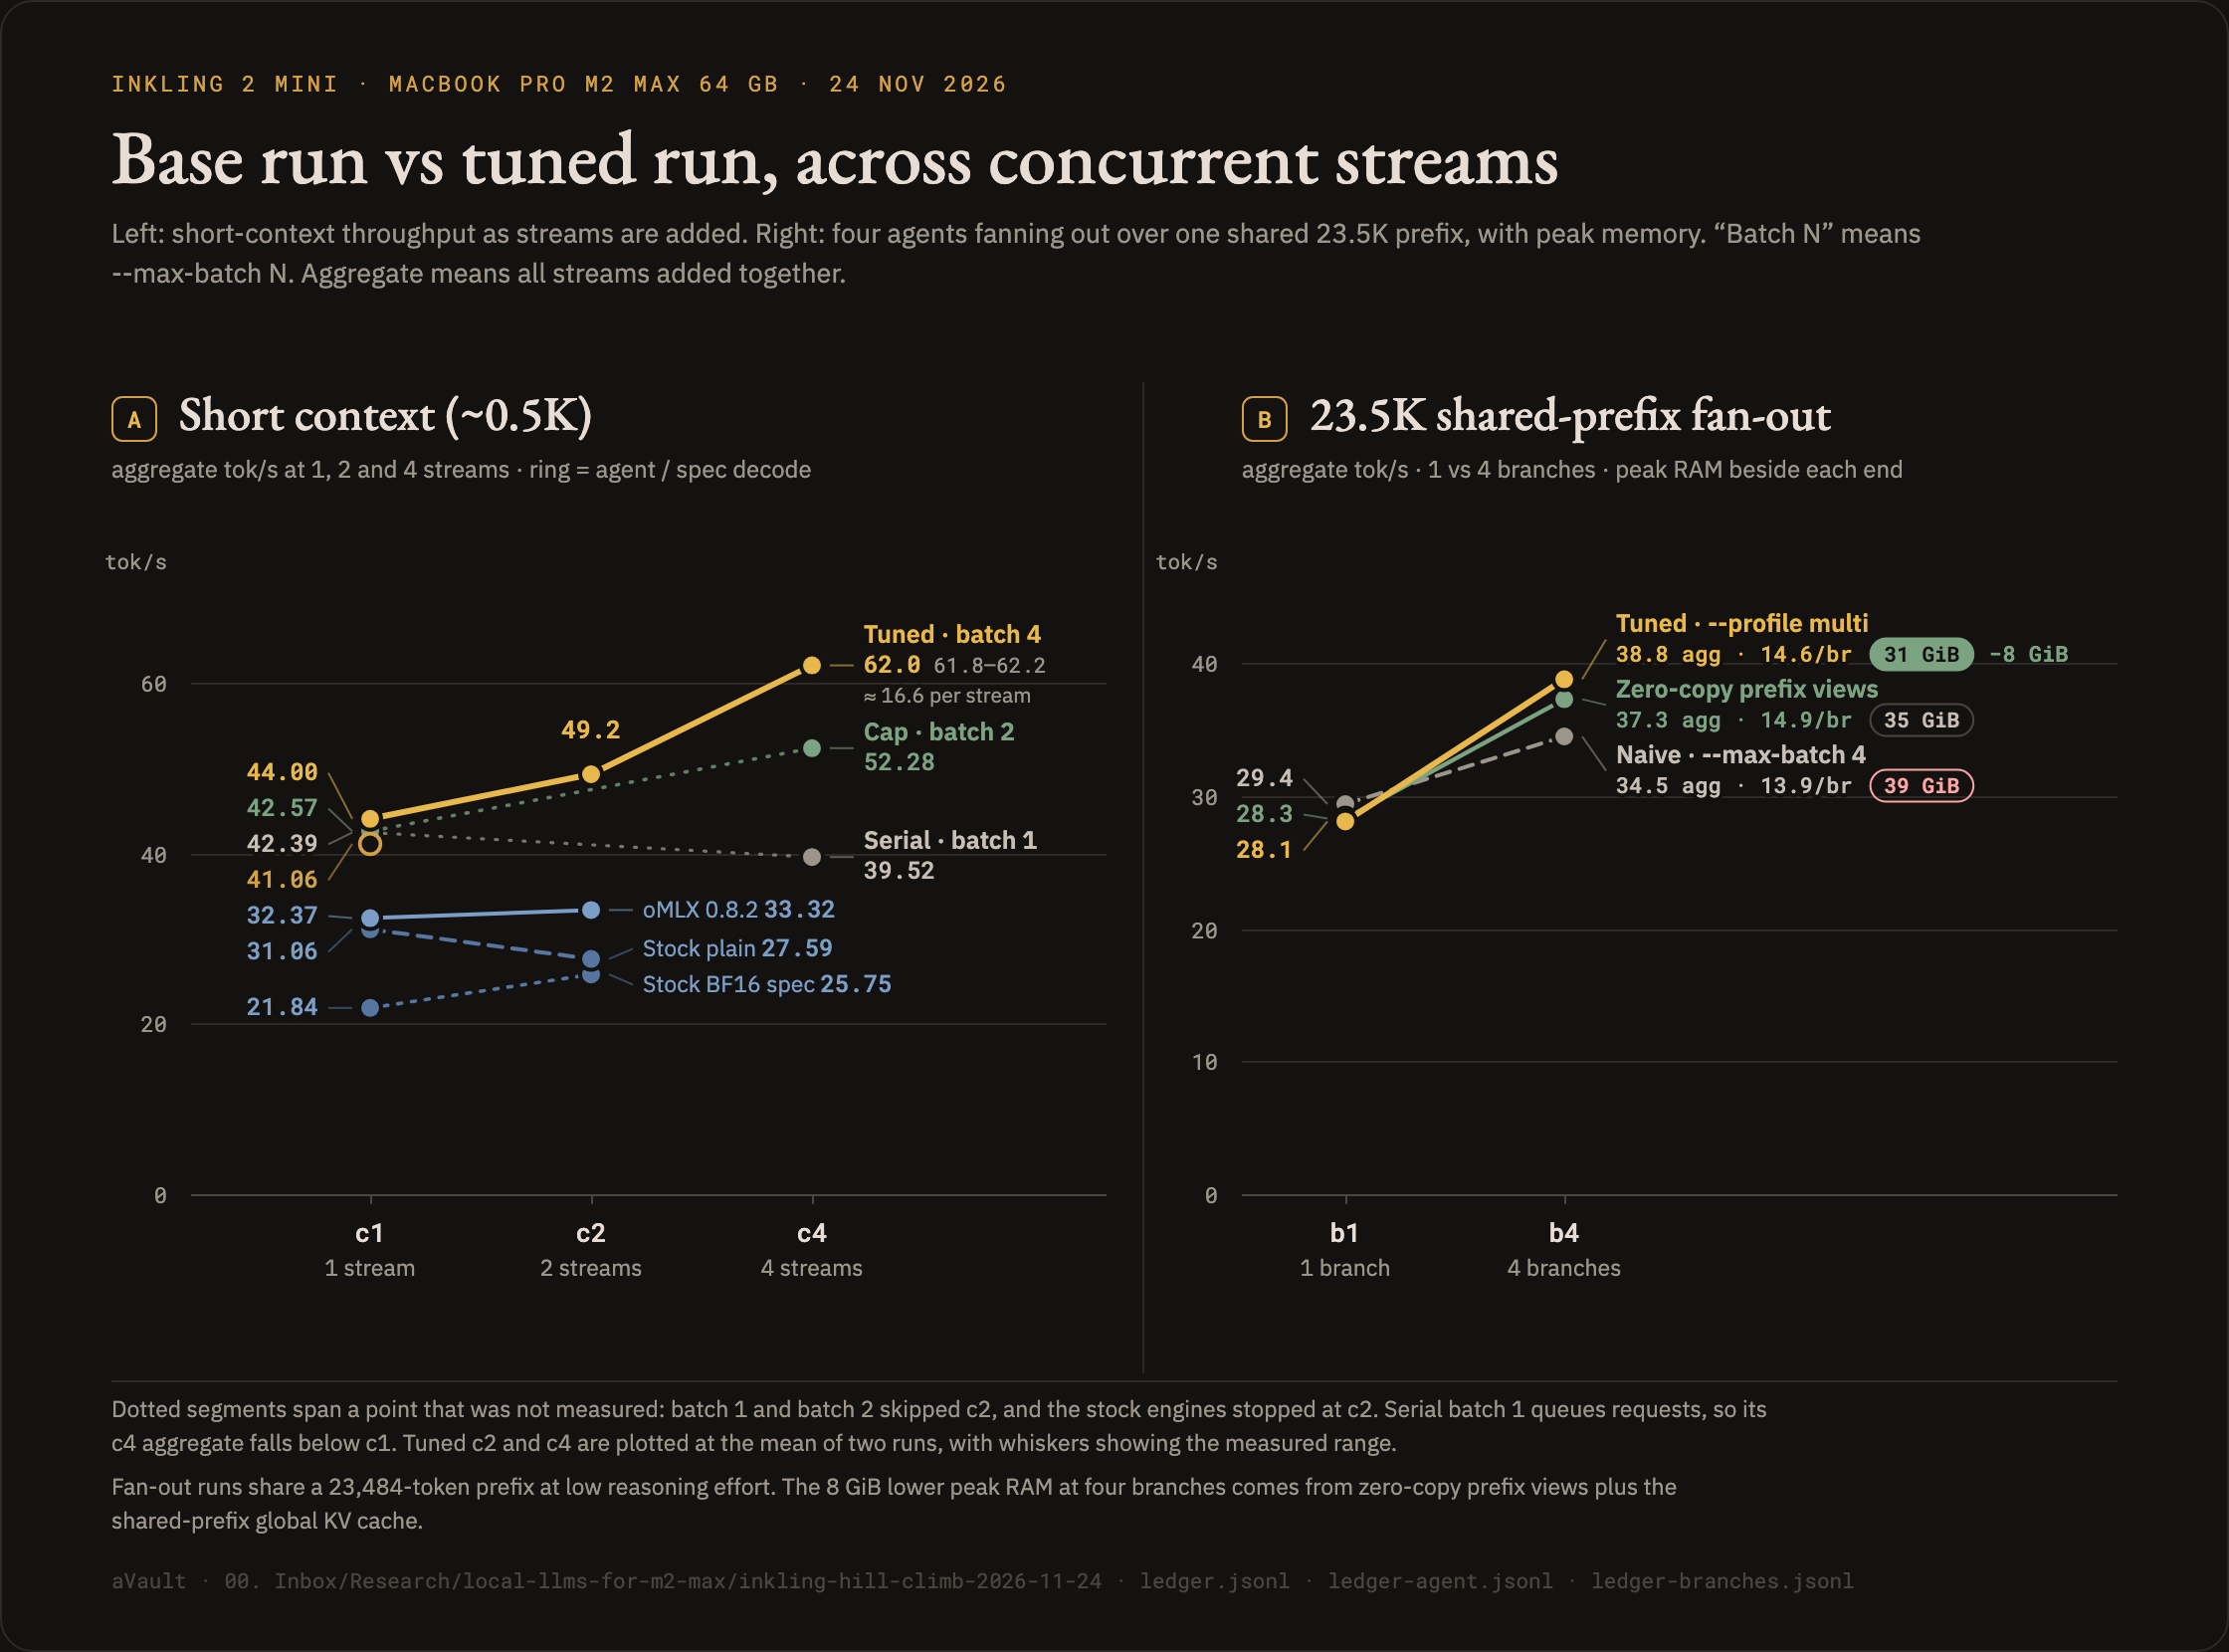 INKLING 2 MINI · MACBOOK PRO M2 MAX 64 GB · 24 NOV 2026
Base run vs tuned run, across concurrent streams
Left: short-context throughput as streams are added. Right: four agents fanning out over one shared 23.5K prefix, with peak memory. “Batch N” means
--max-batch N. Aggregate means all streams added together.
A Short context (~0.5K)
aggregate tok/s at 1, 2 and 4 streams · ring = agent / spec decode
tok/s
60
40
20
0
44.00
42.57
42.39
41.06
32.37
31.06
21.84
49.2
Tuned · batch 4
62.0 61.8–62.2
≈ 16.6 per stream
Cap · batch 2
52.28
Serial · batch 1
39.52
oMLX 0.8.2 33.32
Stock plain 27.59
Stock BF16 spec 25.75
c1
1 stream
c2
2 streams
c4
4 streams
B 23.5K shared-prefix fan-out
aggregate tok/s · 1 vs 4 branches · peak RAM beside each end
tok/s
40
30
20
10
0
29.4
28.3
28.1
Tuned · --profile multi
38.8 agg · 14.6/br 31 GiB −8 GiB
Zero-copy prefix views
37.3 agg · 14.9/br 35 GiB
Naive · --max-batch 4
34.5 agg · 13.9/br 39 GiB
b1
1 branch
b4
4 branches
Dotted segments span a point that was not measured: batch 1 and batch 2 skipped c2, and the stock engines stopped at c2. Serial batch 1 queues requests, so its
c4 aggregate falls below c1. Tuned c2 and c4 are plotted at the mean of two runs, with whiskers showing the measured range.
Fan-out runs share a 23,484-token prefix at low reasoning effort. The 8 GiB lower peak RAM at four branches comes from zero-copy prefix views plus the
shared-prefix global KV cache.
aVault · 00. Inbox/Research/local-llms-for-m2-max/inkling-hill-climb-2026-11-24 · ledger.jsonl · ledger-agent.jsonl · ledger-branches.jsonl